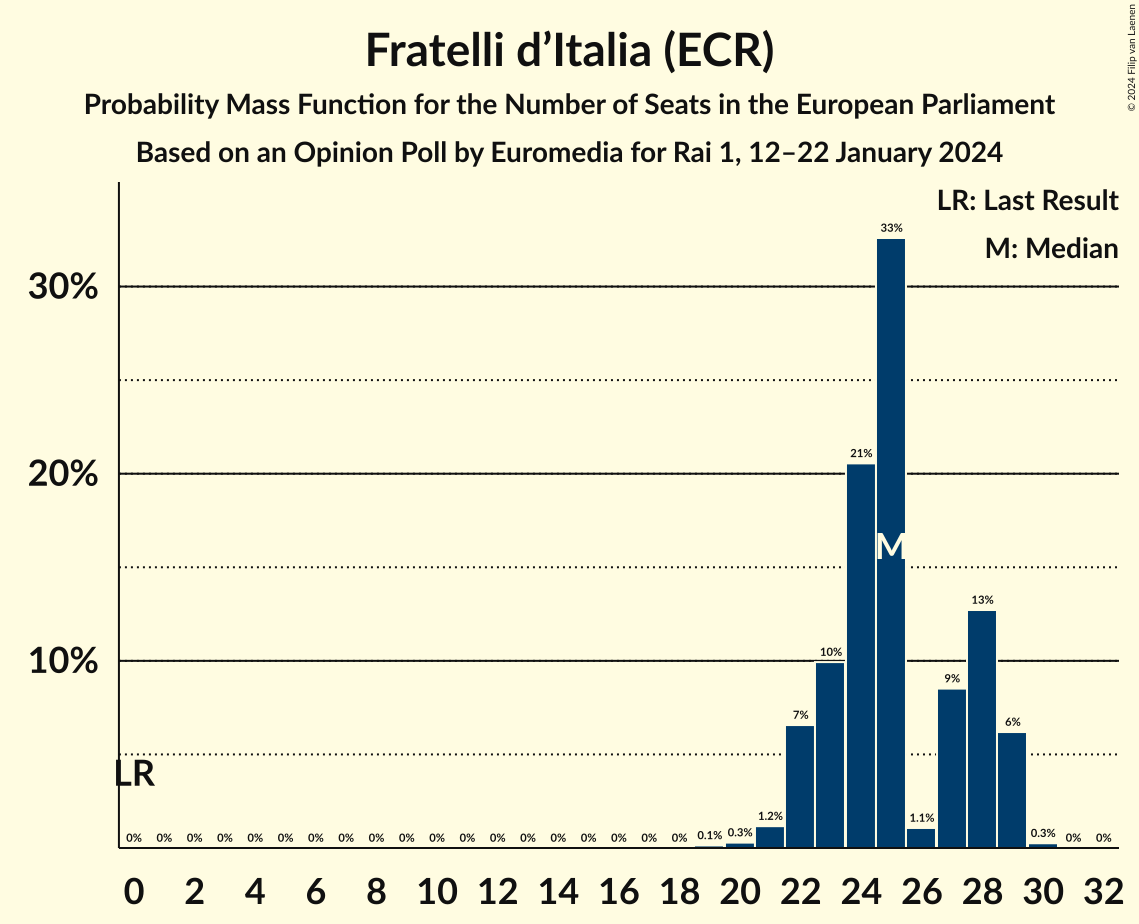 Fratelli d’Italia (ECR)
Probability Mass Function for the Number of Seats in the European Parliament
Based on an Opinion Poll by Euromedia for Rai 1, 12–22 January 2024
© 2024 Filip van Laenen
LR: Last Result
M: Median
30%
20%
10%
33%
21%
M
13%
10%
9%
7%
6%
LR
0% 0% 0% 0% 0% 0% 0% 0% 0% 0% 0% 0% 0% 0% 0% 0% 0% 0% 0% 0.1% 0.3% 1.2% 1.1% 0.3% 0% 0%
0 2 4 6 8 10 12 14 16 18 20 22 24 26 28 30 32